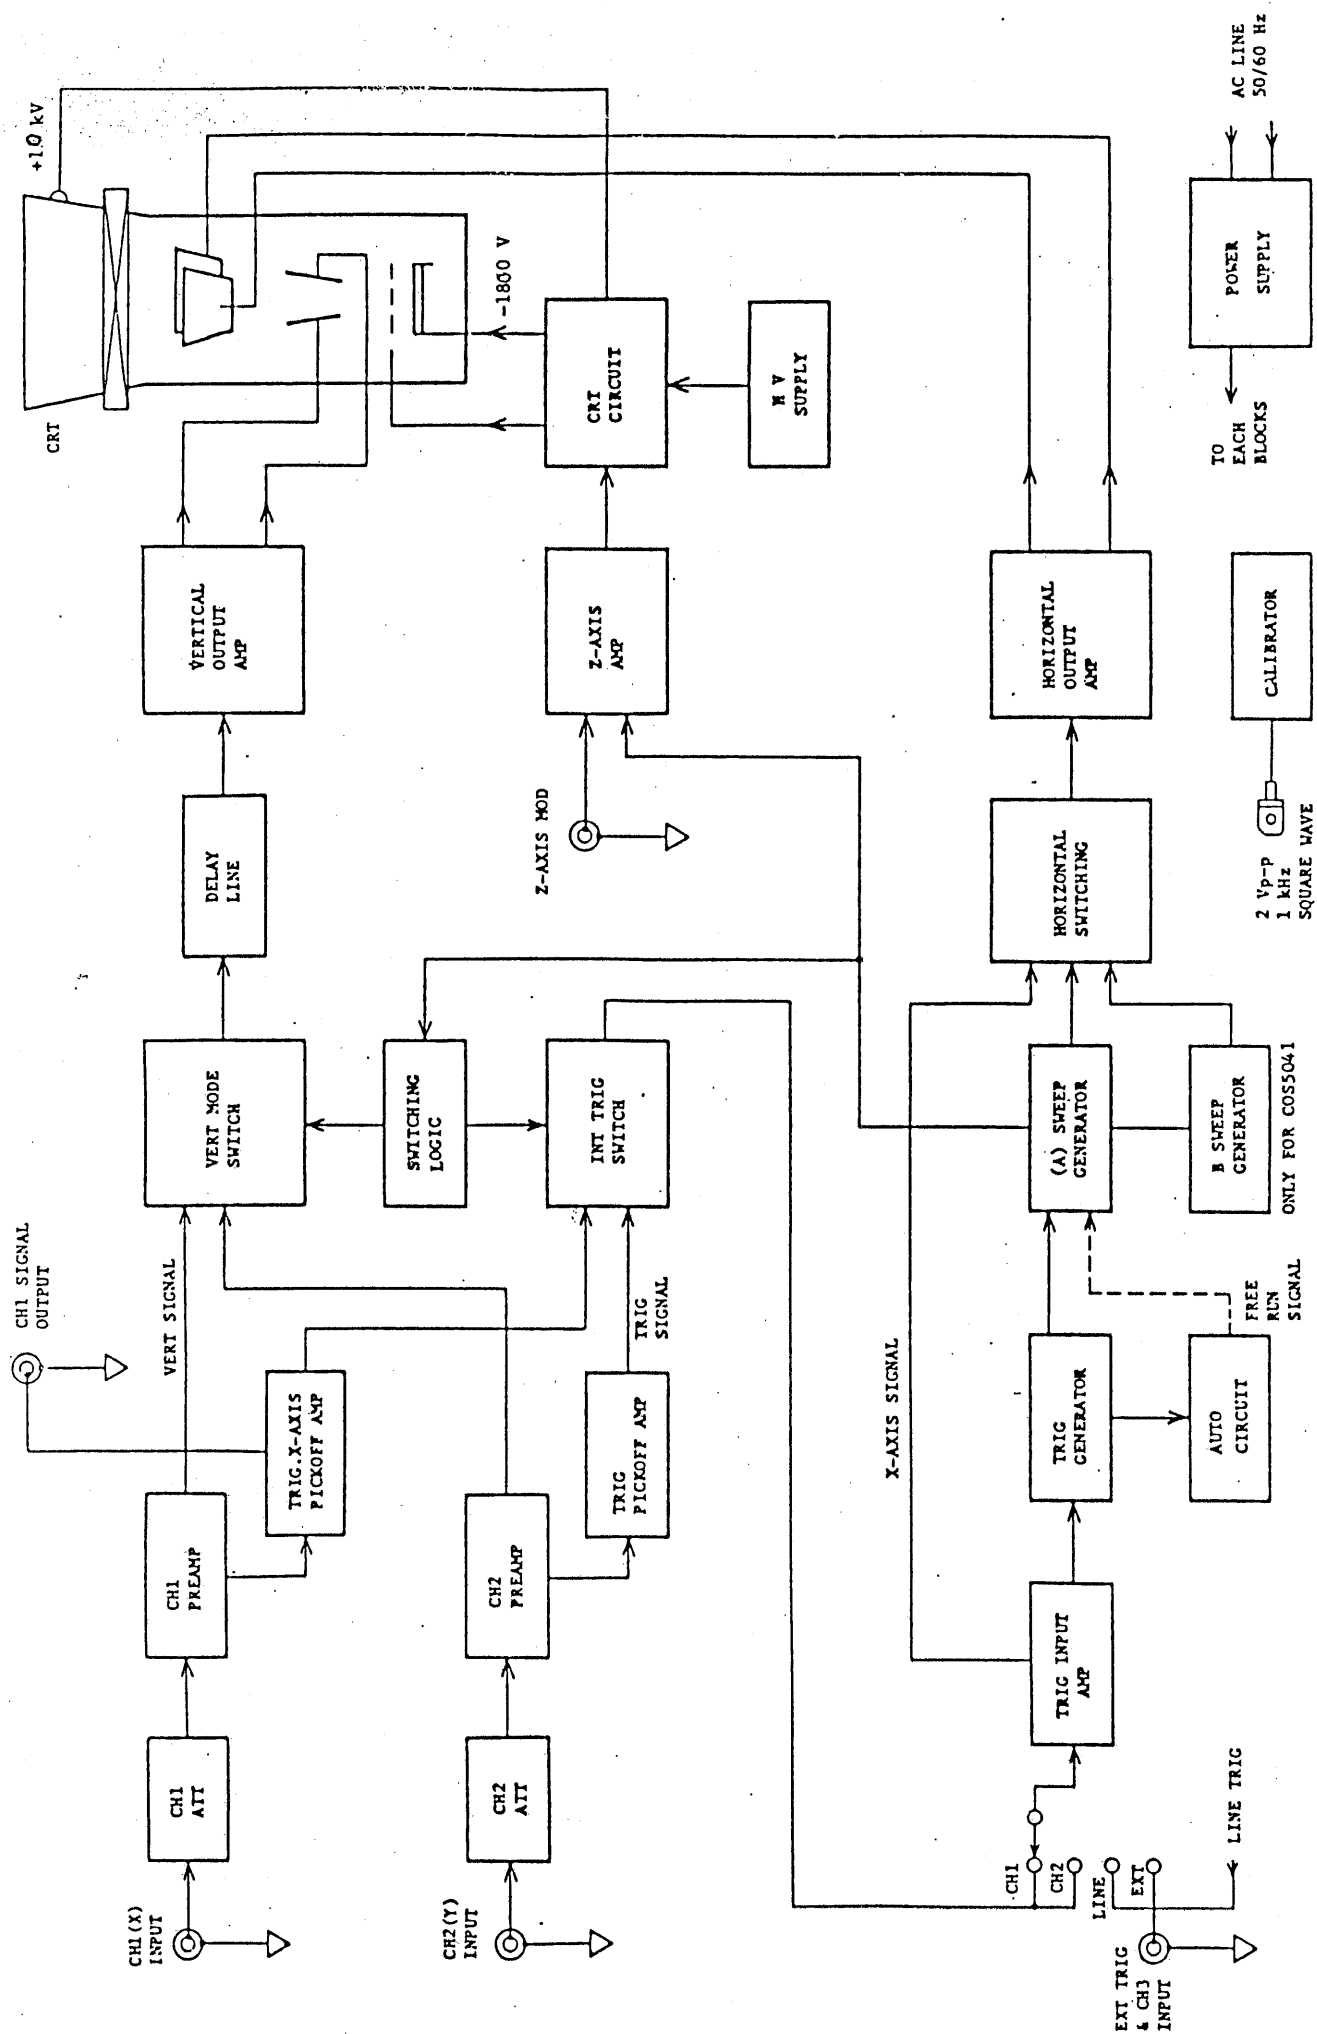 CH1(X)
INPUT
CH1
ATT
CH1
PREAMP
CH1 SIGNAL
OUTPUT
VERT SIGNAL
TRIG.X-AXIS
PICKOFF AMP
VERT MODE
SWITCH
DELAY
LINE
VERTICAL
OUTPUT
AMP
CRT
+1.0 kV
CH2(Y)
INPUT
CH2
ATT
CH2
PREAMP
TRIG
PICKOFF AMP
TRIG
SIGNAL
SWITCHING
LOGIC
INT TRIG
SWITCH
Z-AXIS MOD
Z-AXIS
AMP
CRT
CIRCUIT
V
SUPPLY
X-AXIS SIGNAL
CH1
CH2
LINE
EXT
LINE TRIG
EXT TRIG
& CH3
INPUT
TRIG INPUT
AMP
TRIG
GENERATOR
AUTO
CIRCUIT
FREE
RUN
SIGNAL
(A) SWEEP
GENERATOR
B SWEEP
GENERATOR
ONLY FOR COS5041
HORIZONTAL
SWITCHING
HORIZONTAL
OUTPUT
AMP
2 Vp-p
1 kHz
SQUARE WAVE
CALIBRATOR
TO
EACH
BLOCKS
POWER
SUPPLY
AC LINE
50/60 Hz